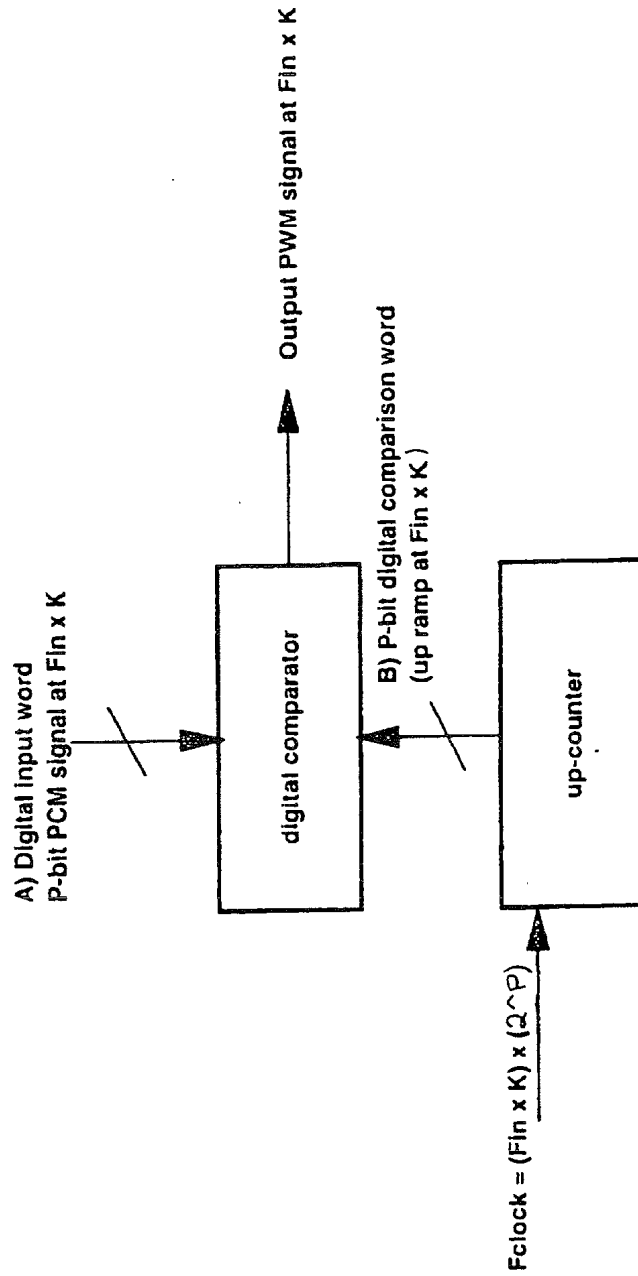 A) Digital input word
P-bit PCM signal at Fin x K
digital comparator
Output PWM signal at Fin x K
B) P-bit digital comparison word
(up ramp at Fin x K)
up-counter
Fclock = (Fin x K) x (2^P)